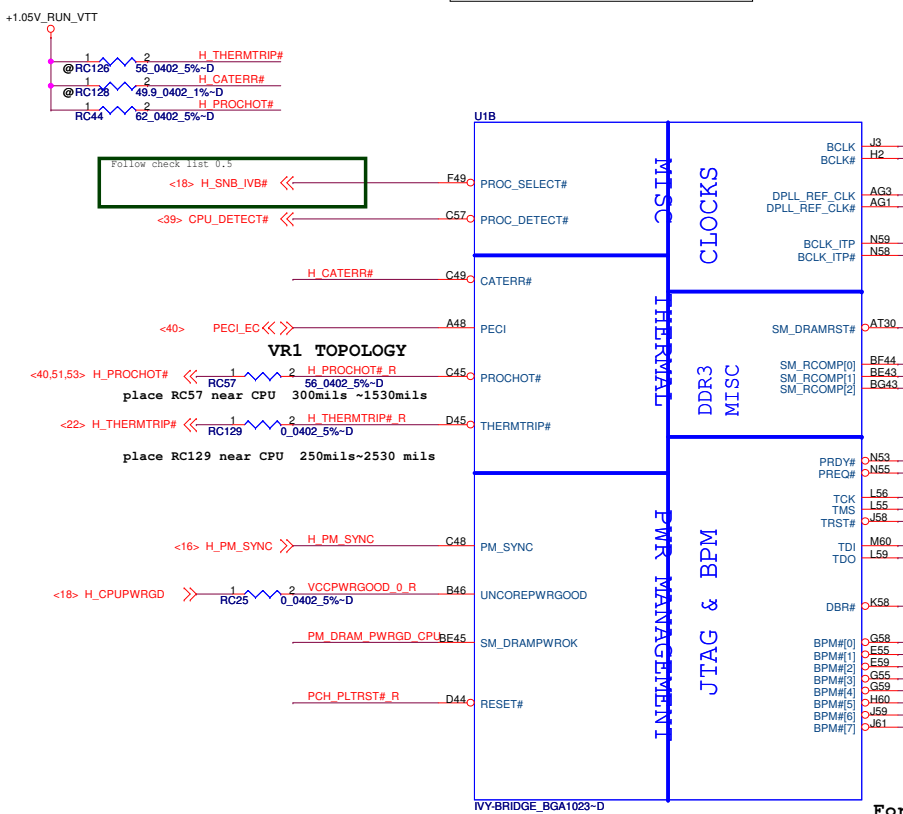 +1.05V_RUN_VTT
1 2 H_THERMTRIP#
@RC126 56_0402_5%~D
1 2 H_CATERR#
@RC128 49.9_0402_1%~D
1 2 H_PROCHOT#
RC44 62_0402_5%~D
U1B
Follow check list 0.5
<18> H_SNB_IVB# F49 PROC_SELECT#
<39> CPU_DETECT# C57 PROC_DETECT#
MISC
H_CATERR# C49 CATERR#
<40> PECI_EC A48 PECI
VR1 TOPOLOGY
<40,51,53> H_PROCHOT# 1 2 H_PROCHOT#_R C45 PROCHOT#
RC57 56_0402_5%~D
place RC57 near CPU 300mils ~1530mils
<22> H_THERMTRIP# 1 2 H_THERMTRIP#_R D45 THERMTRIP#
RC129 0_0402_5%~D
place RC129 near CPU 250mils~2530 mils
THERMAL
<16> H_PM_SYNC H_PM_SYNC C48 PM_SYNC
<18> H_CPUPWRGD 1 2 VCCPWRGOOD_0_R B46 UNCOREPWRGOOD
RC25 0_0402_5%~D
PM_DRAM_PWRGD_CPU BE45 SM_DRAMPWROK
PCH_PLTRST#_R D44 RESET#
PWR MANAGEMENT
CLOCKS
BCLK J3
BCLK# H2
DPLL_REF_CLK AG3
DPLL_REF_CLK# AG1
BCLK_ITP N59
BCLK_ITP# N58
DDR3
MISC
SM_DRAMRST# AT30
SM_RCOMP[0] BF44
SM_RCOMP[1] BE43
SM_RCOMP[2] BG43
JTAG & BPM
PRDY# N53
PREQ# N55
TCK L56
TMS L55
TRST# J58
TDI M60
TDO L59
DBR# K58
BPM#[0] G58
BPM#[1] E55
BPM#[2] E59
BPM#[3] G55
BPM#[4] G59
BPM#[5] H60
BPM#[6] J59
BPM#[7] J61
IVY-BRIDGE_BGA1023~D
For